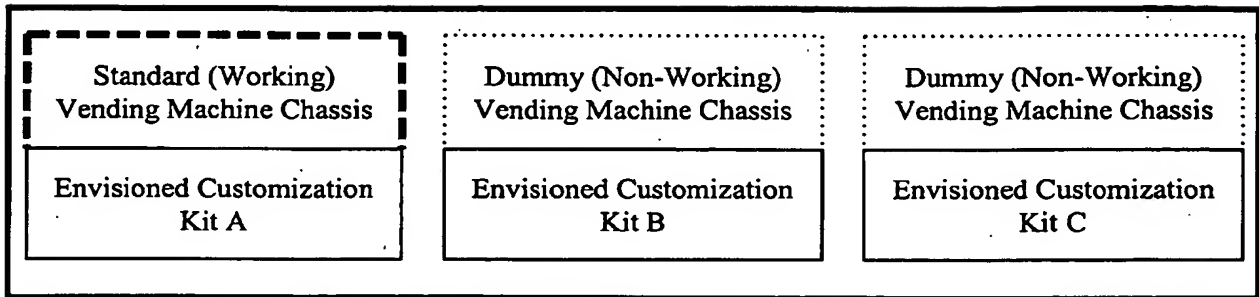 Standard (Working)
Vending Machine Chassis
Envisioned Customization
Kit A
Dummy (Non-Working)
Vending Machine Chassis
Envisioned Customization
Kit B
Dummy (Non-Working)
Vending Machine Chassis
Envisioned Customization
Kit C